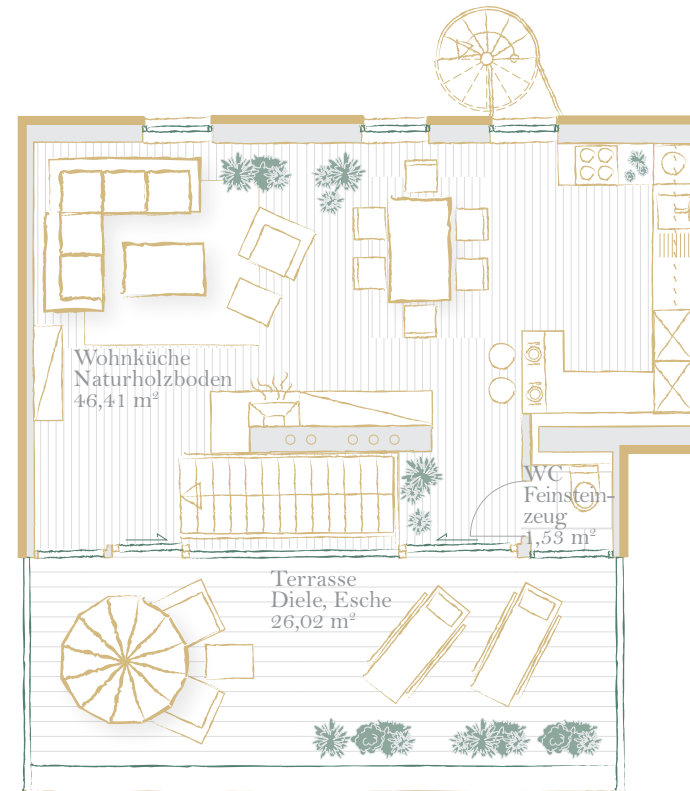 Wohnküche
Naturholzboden
46,41 m²
WC
Feinstein-
zeug
1,53 m²
Terrasse
Diele, Esche
26,02 m²